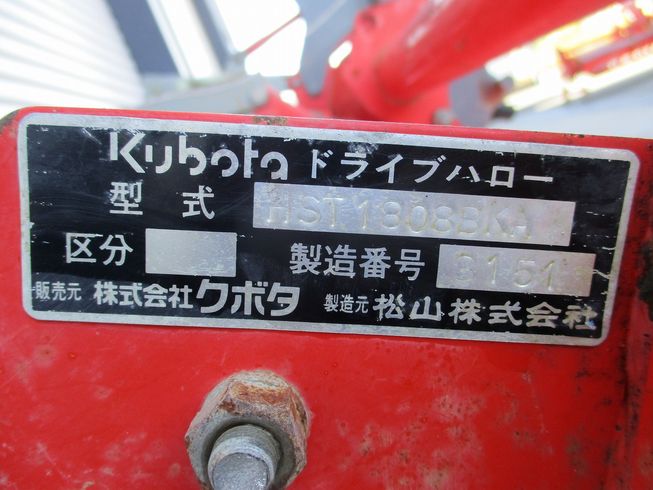 Kubota ドライブハロー
型式 HST1808BKA
区分 製造番号 3151
販売元 株式会社クボタ 製造元 松山株式会社